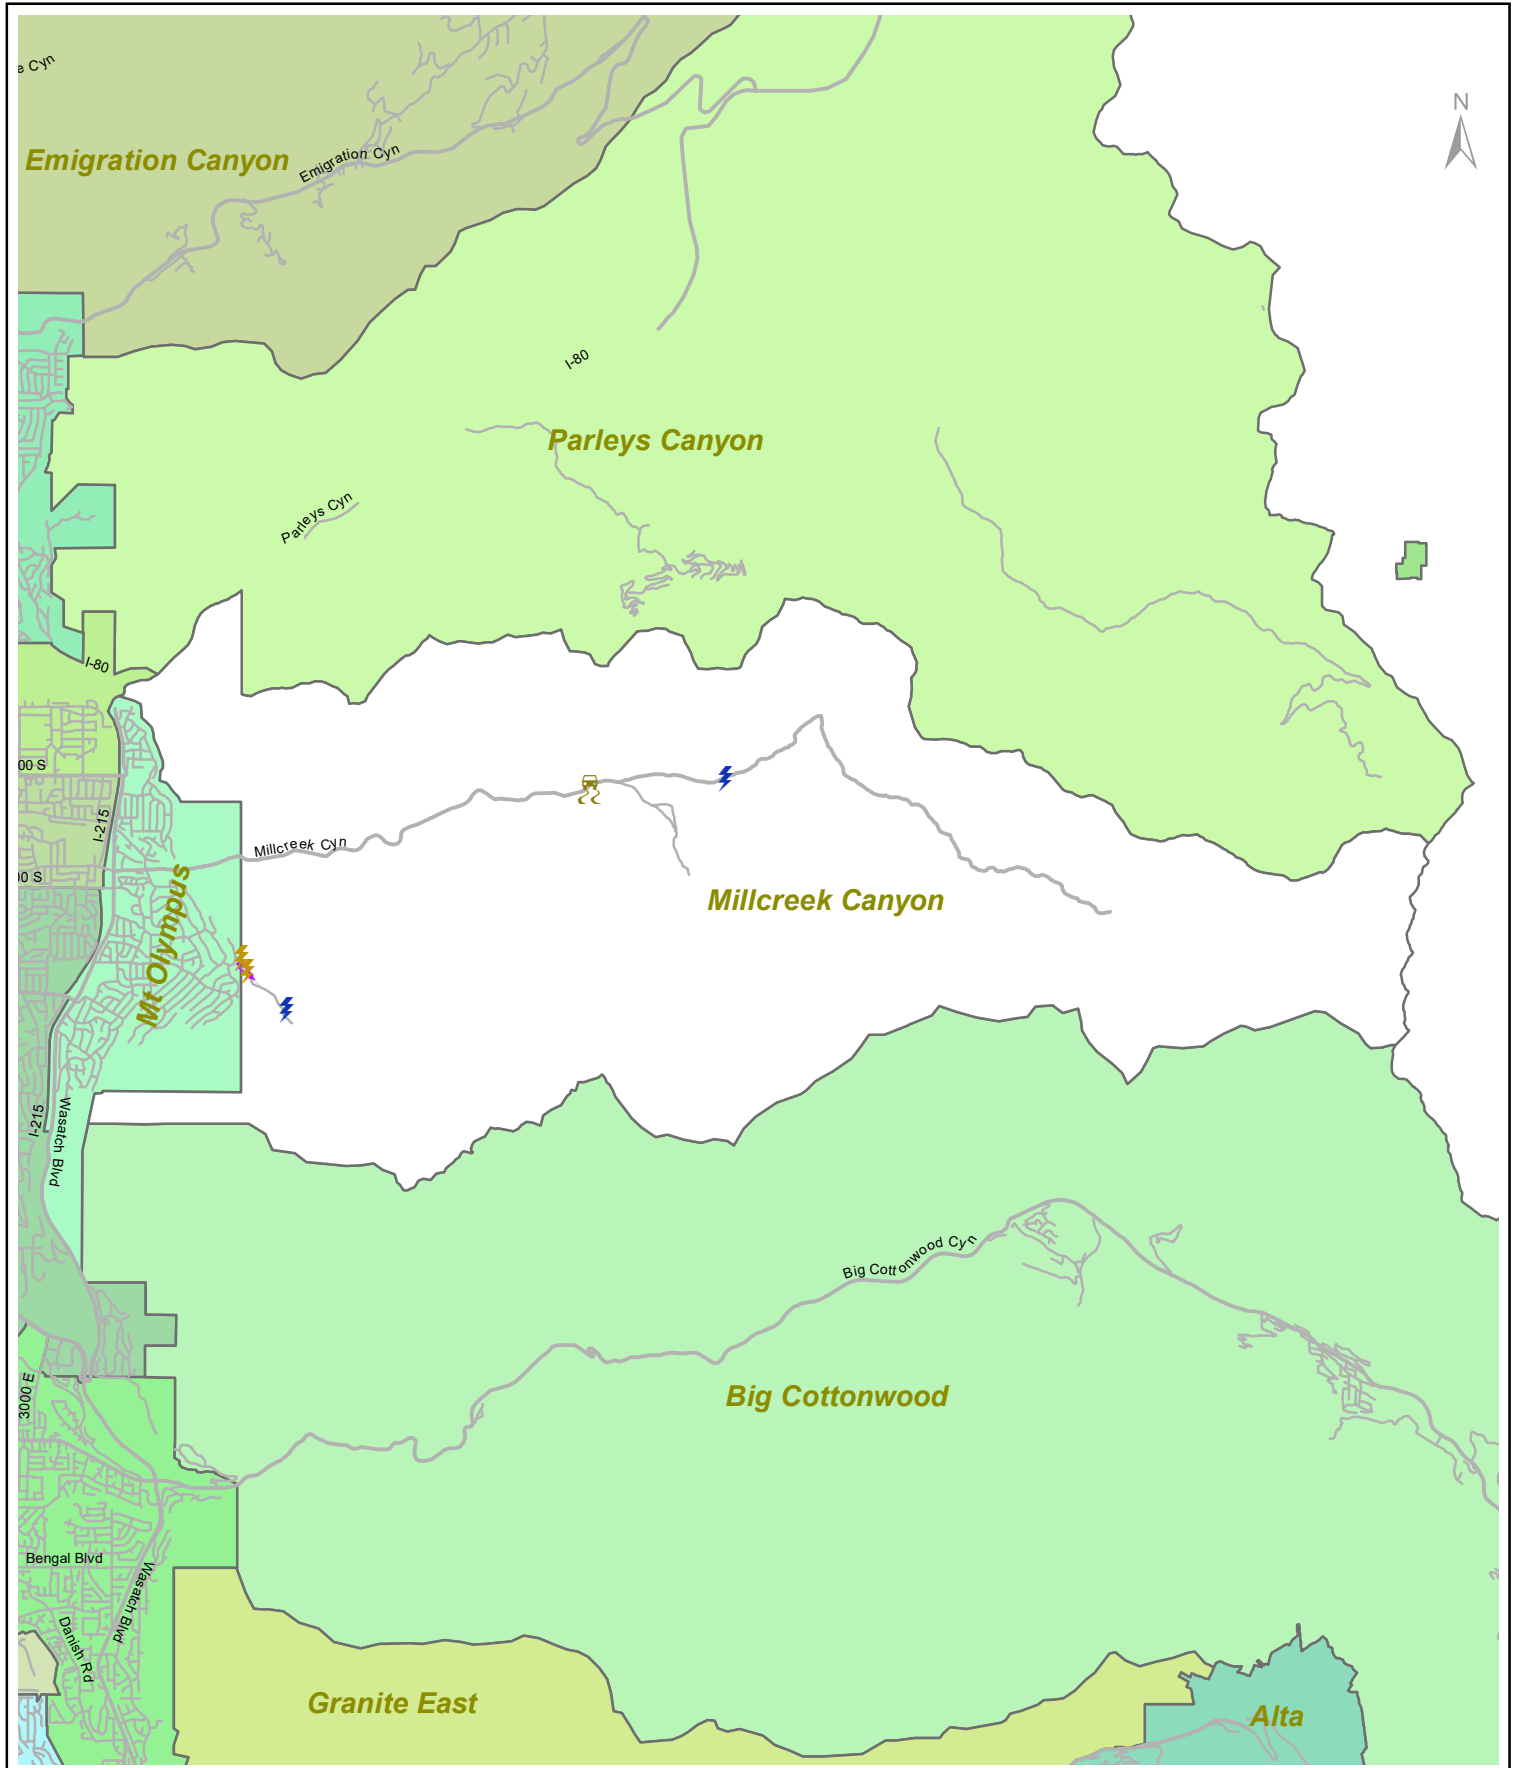 e Cyn
N
Emigration Canyon
Emigration Cyn
I-80
Parleys Canyon
Parleys Cyn
I-80
00 S
I-215
Millcreek Cyn
00 S
Mt Olympus
Millcreek Canyon
I-215
Wasatch Blvd
Big Cottonwood Cyn
3000 E
Big Cottonwood
Bengal Blvd
Wasatch Blvd
Danish Rd
Granite East
Alta